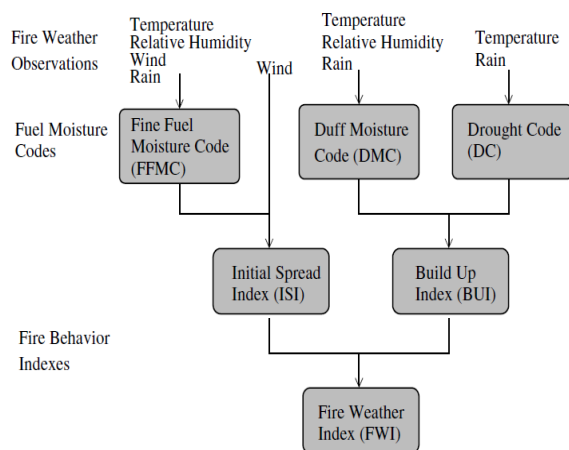 Fire Weather
Observations
Temperature
Relative Humidity
Wind
Rain
Wind
Temperature
Relative Humidity
Rain
Temperature
Rain
Fuel Moisture
Codes
Fine Fuel
Moisture Code
(FFMC)
Duff Moisture
Code (DMC)
Drought Code
(DC)
Initial Spread
Index (ISI)
Build Up
Index (BUI)
Fire Behavior
Indexes
Fire Weather
Index (FWI)